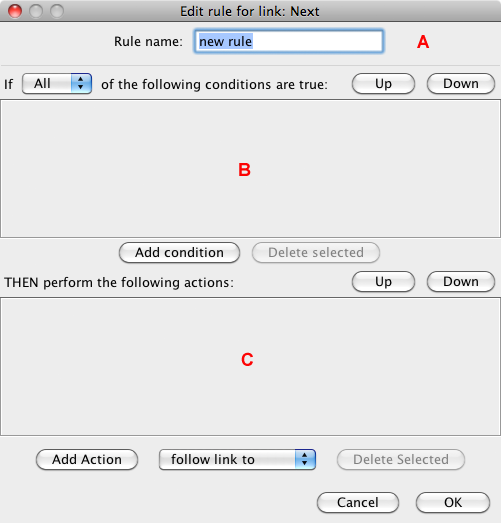 Edit rule for link: Next
Rule name: new rule A
If All of the following conditions are true: Up Down
B
Add condition Delete selected
THEN perform the following actions: Up Down
C
Add Action follow link to Delete Selected
Cancel OK